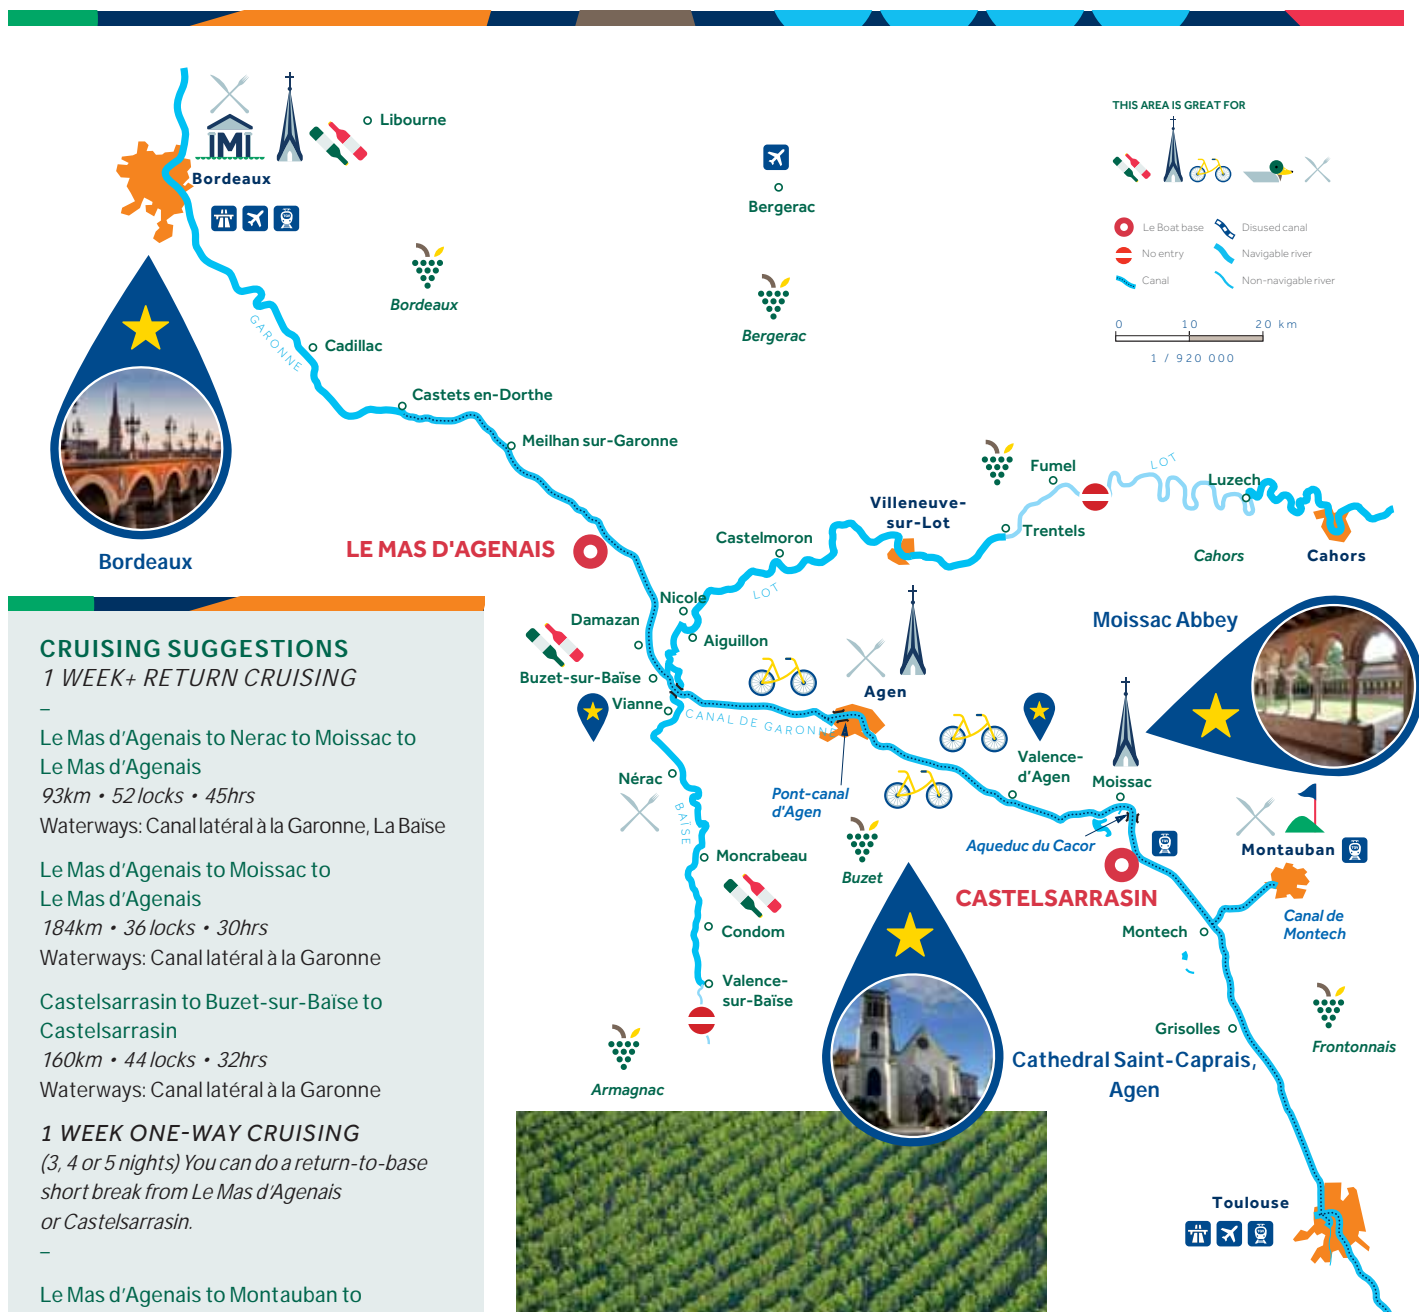 THIS AREA IS GREAT FOR
Le Boat base
Disused canal
No entry
Navigable river
Canal
Non-navigable river
0 10 20 km
1 / 920 000
Libourne
Bordeaux
Bergerac
Bordeaux
Bergerac
GARONNE
Cadillac
Castets en-Dorthe
Meilhan sur-Garonne
Bordeaux
LE MAS D'AGENAIS
Fumel
LOT
Luzech
Villeneuve-
sur-Lot
Trentels
Castelmoron
Cahors
Cahors
LOT
Nicole
Damazan
Aiguillon
Buzet-sur-Baïse
Vianne
Agen
CANAL DE GARONNE
Moissac Abbey
Valence-
d'Agen
Moissac
Nérac
BAÏSE
Pont-canal
d'Agen
Aqueduc du Cacor
Montauban
Moncrabeau
Buzet
CASTELSARRASIN
Canal de
Montech
Montech
Condom
Valence-
sur-Baïse
Grisolles
Frontonnais
Armagnac
Cathedral Saint-Caprais,
Agen
Toulouse
CRUISING SUGGESTIONS
1 WEEK+ RETURN CRUISING
–
Le Mas d'Agenais to Nerac to Moissac to
Le Mas d'Agenais
93km • 52 locks • 45hrs
Waterways: Canal latéral à la Garonne, La Baïse
Le Mas d'Agenais to Moissac to
Le Mas d'Agenais
184km • 36 locks • 30hrs
Waterways: Canal latéral à la Garonne
Castelsarrasin to Buzet-sur-Baïse to
Castelsarrasin
160km • 44 locks • 32hrs
Waterways: Canal latéral à la Garonne
1 WEEK ONE-WAY CRUISING
(3, 4 or 5 nights) You can do a return-to-base
short break from Le Mas d'Agenais
or Castelsarrasin.
–
Le Mas d'Agenais to Montauban to